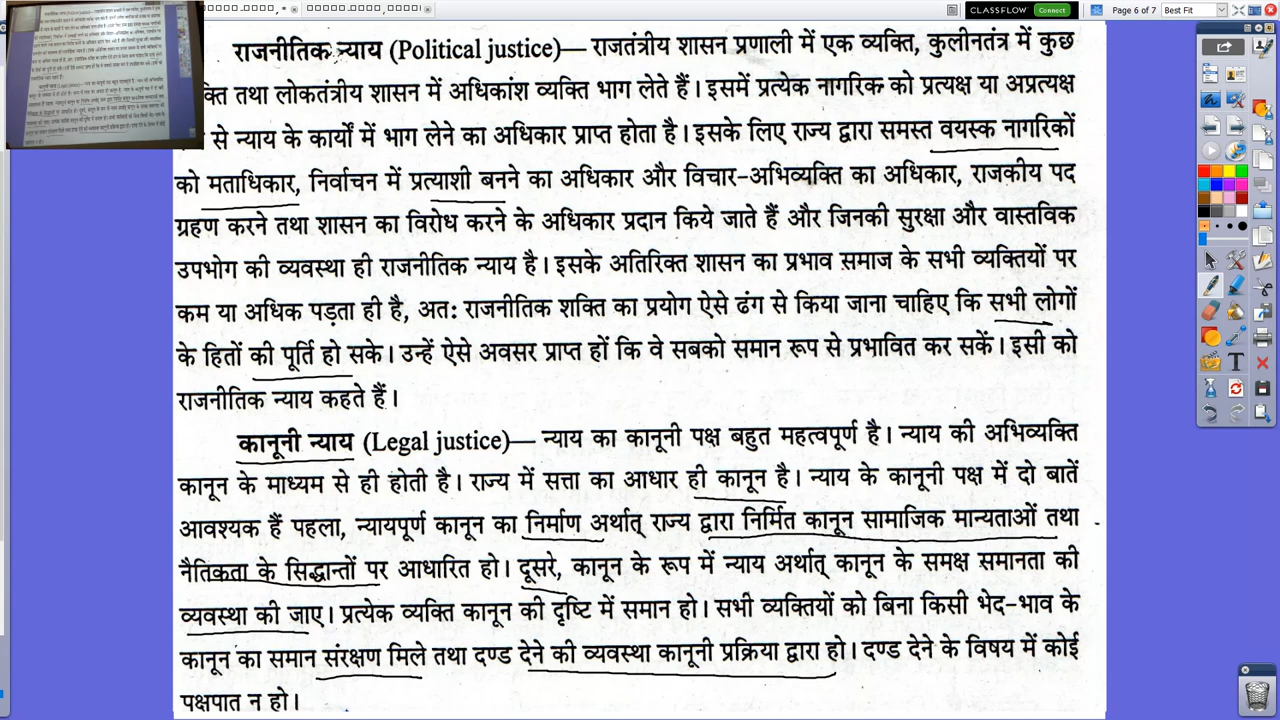 CLASSFLOW Connect Page 6 of 7 Best Fit
राजनीतिक न्याय (Political justice)— राजतंत्रीय शासन प्रणाली में एक व्यक्ति, कुलीनतंत्र में कुछ
क्ति तथा लोकतंत्रीय शासन में अधिकांश व्यक्ति भाग लेते हैं। इसमें प्रत्येक नागरिक को प्रत्यक्ष या अप्रत्यक्ष
से न्याय के कार्यों में भाग लेने का अधिकार प्राप्त होता है। इसके लिए राज्य द्वारा समस्त वयस्क नागरिकों
को मताधिकार, निर्वाचन में प्रत्याशी बनने का अधिकार और विचार-अभिव्यक्ति का अधिकार, राजकीय पद
ग्रहण करने तथा शासन का विरोध करने के अधिकार प्रदान किये जाते हैं और जिनकी सुरक्षा और वास्तविक
उपभोग की व्यवस्था ही राजनीतिक न्याय है। इसके अतिरिक्त शासन का प्रभाव समाज के सभी व्यक्तियों पर
कम या अधिक पड़ता ही है, अत: राजनीतिक शक्ति का प्रयोग ऐसे ढंग से किया जाना चाहिए कि सभी लोगों
के हितों की पूर्ति हो सके। उन्हें ऐसे अवसर प्राप्त हों कि वे सबको समान रूप से प्रभावित कर सकें। इसी को
राजनीतिक न्याय कहते हैं।
कानूनी न्याय (Legal justice)— न्याय का कानूनी पक्ष बहुत महत्वपूर्ण है। न्याय की अभिव्यक्ति
कानून के माध्यम से ही होती है। राज्य में सत्ता का आधार ही कानून है। न्याय के कानूनी पक्ष में दो बातें
आवश्यक हैं पहला, न्यायपूर्ण कानून का निर्माण अर्थात् राज्य द्वारा निर्मित कानून सामाजिक मान्यताओं तथा
नैतिकता के सिद्धान्तों पर आधारित हो। दूसरे, कानून के रूप में न्याय अर्थात् कानून के समक्ष समानता की
व्यवस्था की जाए। प्रत्येक व्यक्ति कानून की दृष्टि में समान हो। सभी व्यक्तियों को बिना किसी भेद-भाव के
कानून का समान संरक्षण मिले तथा दण्ड देने की व्यवस्था कानूनी प्रक्रिया द्वारा हो। दण्ड देने के विषय में कोई
पक्षपात न हो।